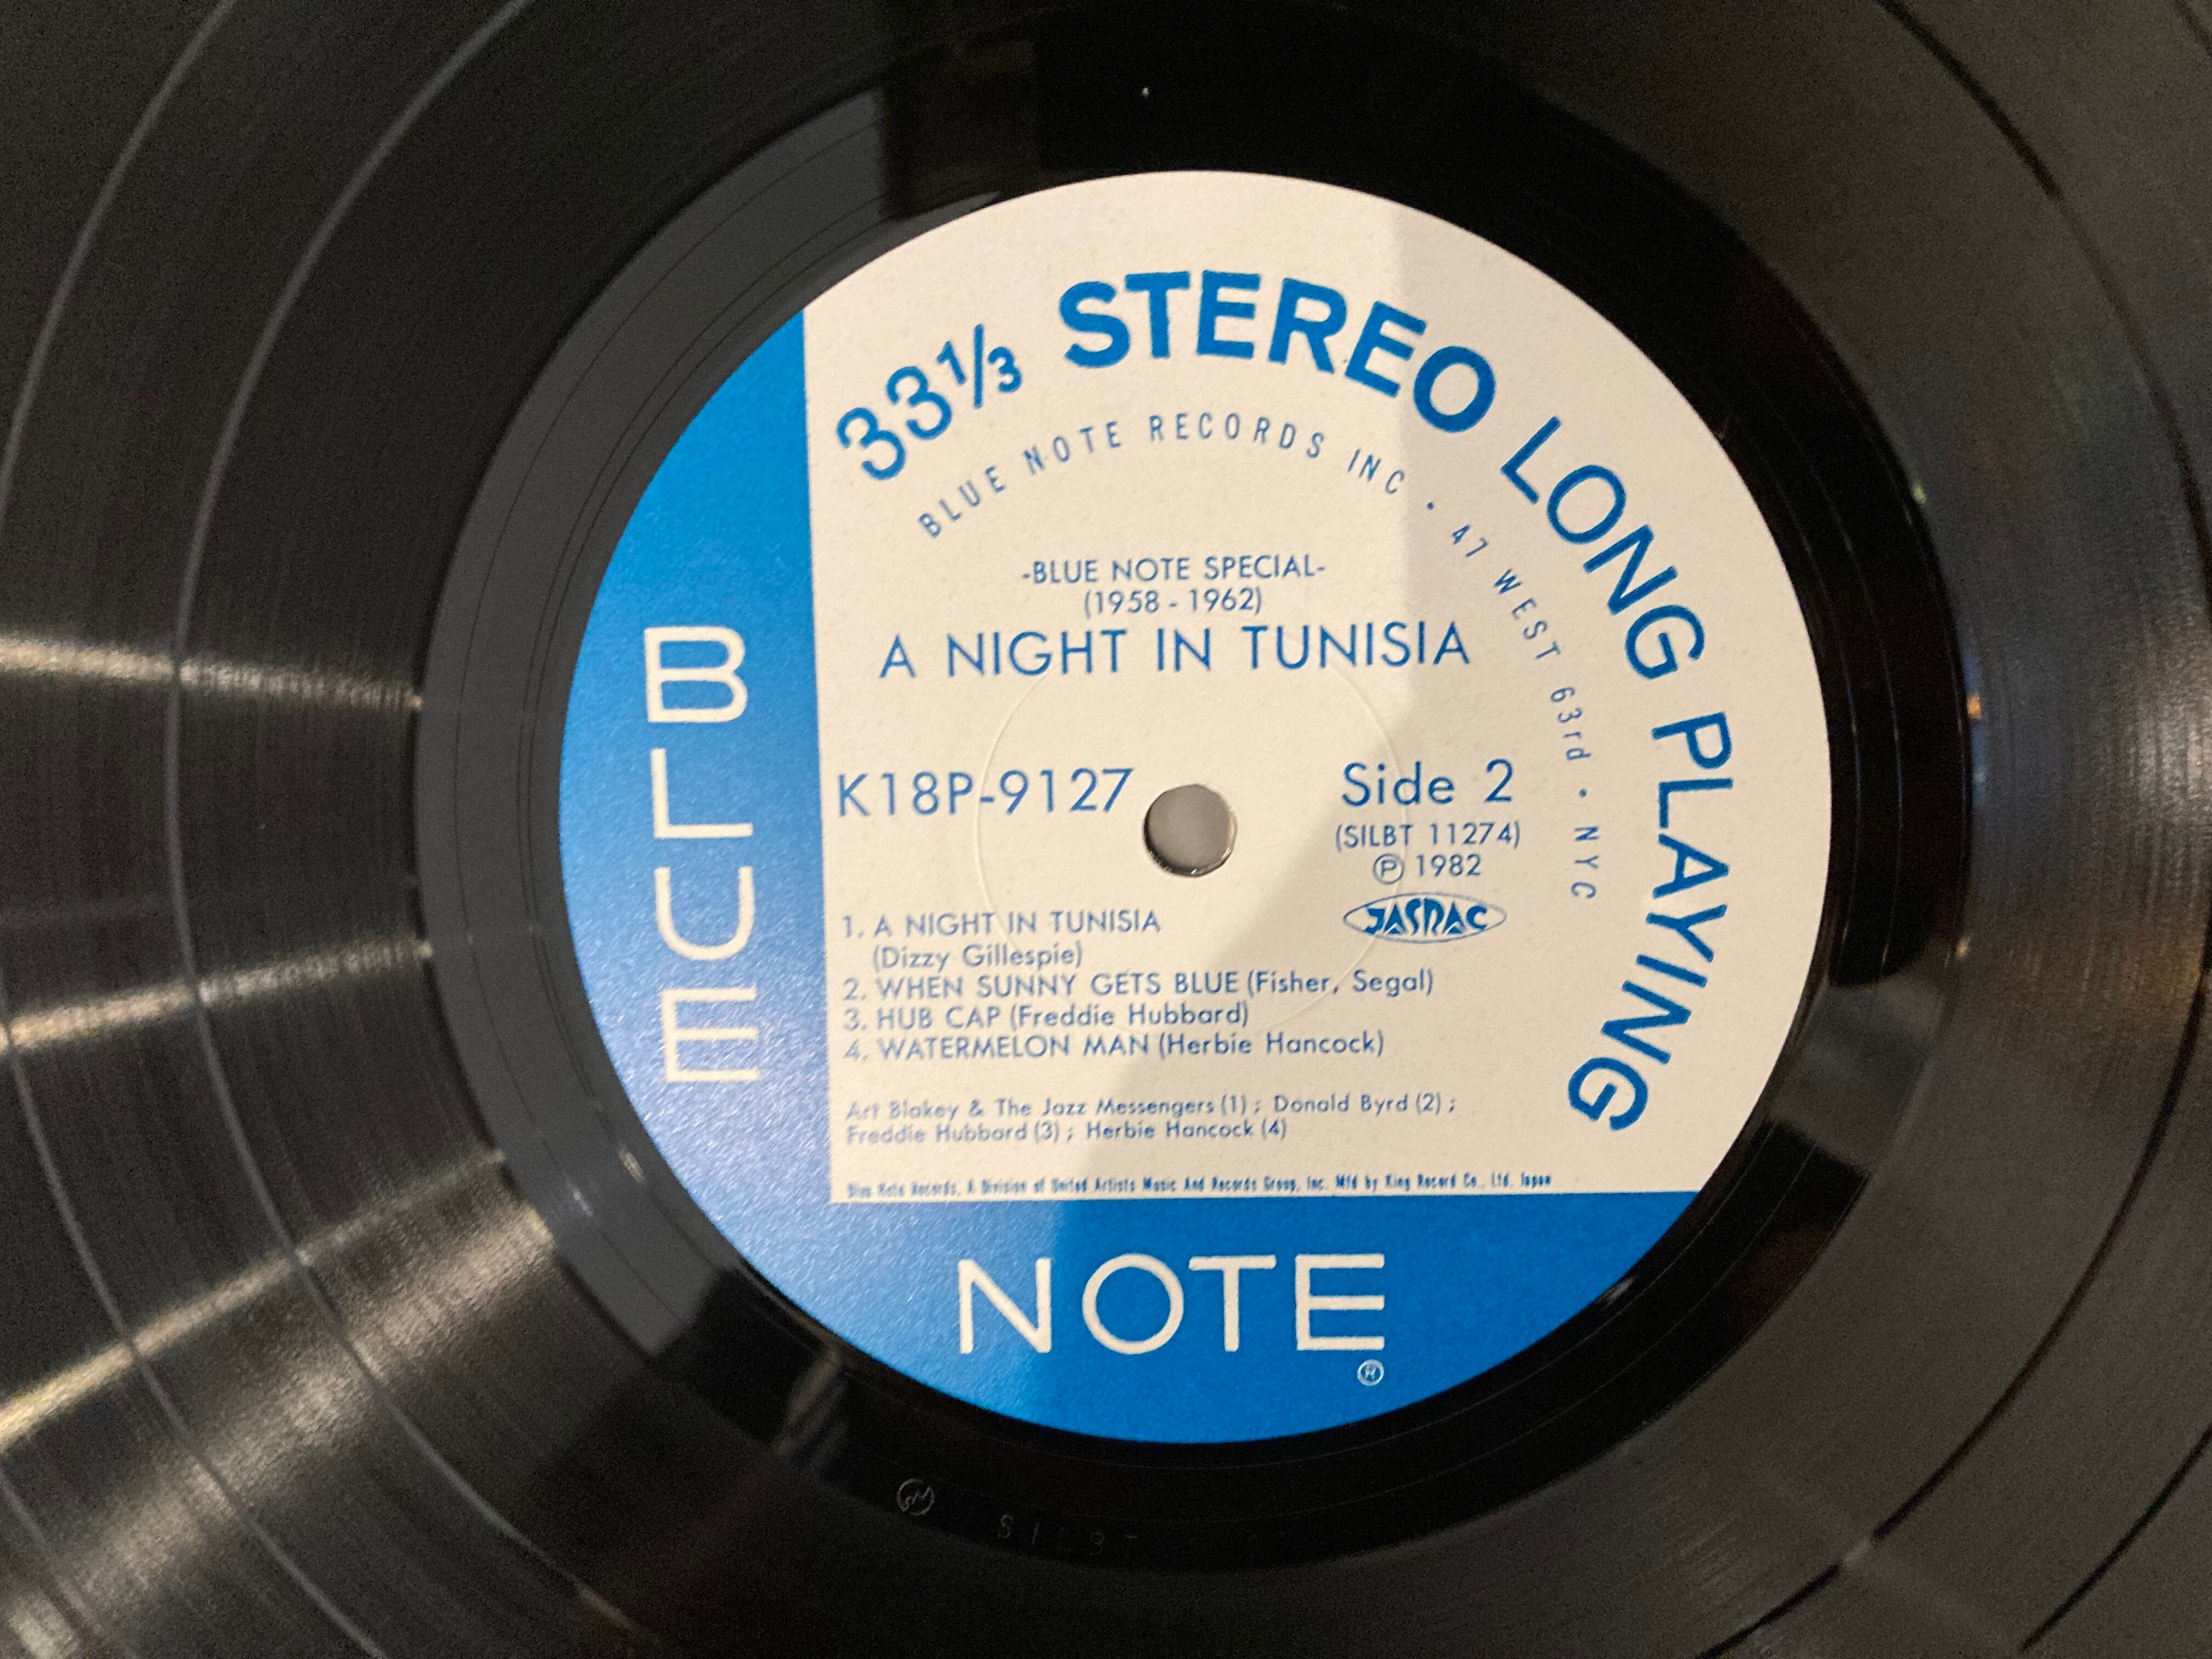 33⅓ STEREO LONG PLAYING
BLUE NOTE RECORDS INC • 47 WEST 63rd • NYC
-BLUE NOTE SPECIAL-
(1958 - 1962)
A NIGHT IN TUNISIA
K18P-9127
Side 2
(SILBT 11274)
Ⓟ 1982
JASRAC
1. A NIGHT IN TUNISIA
(Dizzy Gillespie)
2. WHEN SUNNY GETS BLUE (Fisher, Segal)
3. HUB CAP (Freddie Hubbard)
4. WATERMELON MAN (Herbie Hancock)
Art Blakey & The Jazz Messengers (1) ; Donald Byrd (2) ;
Freddie Hubbard (3) ; Herbie Hancock (4)
Blue Note Records, A Division of United Artists Music And Records Group, Inc. Mfd by King Record Co., Ltd. Japan
BLUE
NOTE
®
SILBT